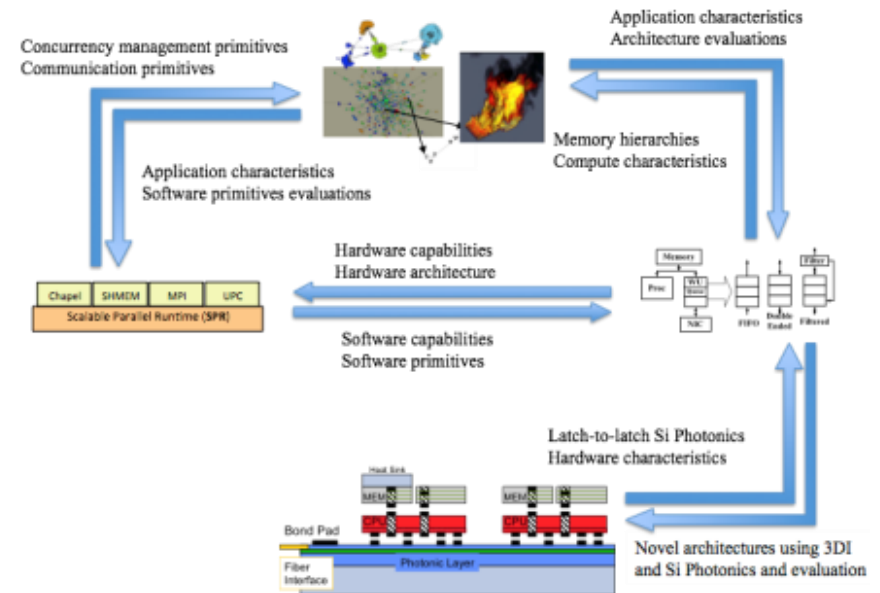 Application characteristics
Architecture evaluations
Concurrency management primitives
Communication primitives
Memory hierarchies
Compute characteristics
Application characteristics
Software primitives evaluations
Hardware capabilities
Hardware architecture
Memory
Filter
Proc
WU
Chapel
SHMEM
MPI
UPC
Scalable Parallel Runtime (SPR)
NIC
FIFO
Double
Ended
Filtered
Software capabilities
Software primitives
Latch-to-latch Si Photonics
Hardware characteristics
Heat Sink
MEM
MEM
CPU
CPU
Bond Pad
Photonic Layer
Fiber
Interface
Novel architectures using 3DI
and Si Photonics and evaluation